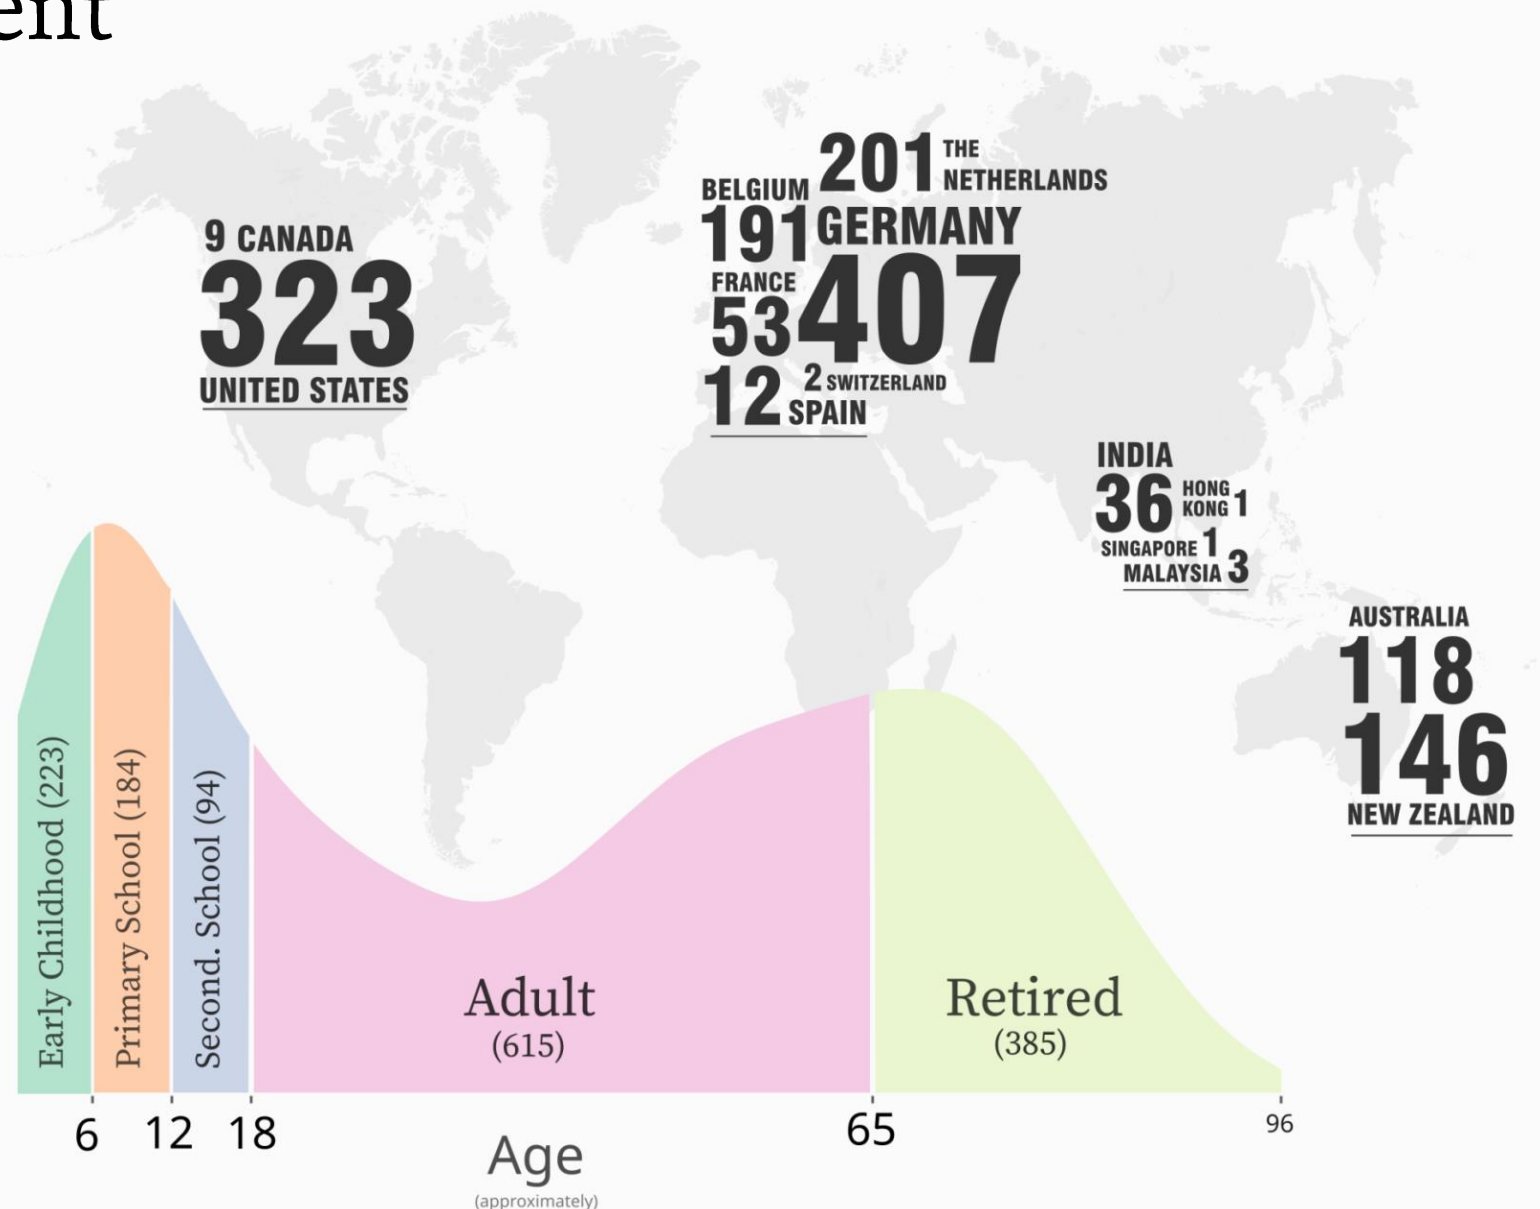 ent
9 CANADA
323
UNITED STATES
201 THE NETHERLANDS
BELGIUM
191
GERMANY
407
FRANCE
53
2 SWITZERLAND
12 SPAIN
INDIA
36
HONG KONG 1
SINGAPORE 1
MALAYSIA 3
AUSTRALIA
118
146
NEW ZEALAND
Early Childhood (223)
Primary School (184)
Second. School (94)
Adult
(615)
Retired
(385)
6 12 18 65 96
Age
(approximately)